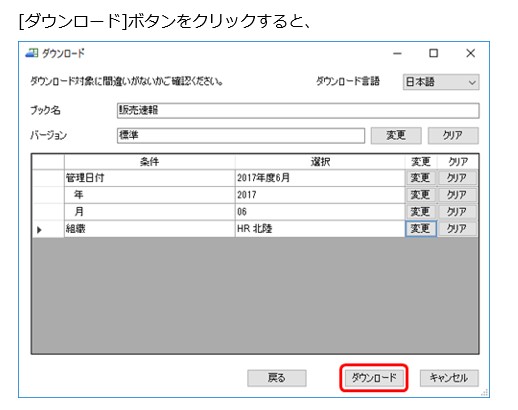 [ダウンロード]ボタンをクリックすると、
ダウンロード
ダウンロード対象に間違いがないかご確認ください。 ダウンロード言語 日本語
ブック名 販売速報
バージョン 標準 変更 クリア
条件 選択 変更 クリア
管理日付 2017年度6月 変更 クリア
年 2017 変更 クリア
月 06 変更 クリア
組織 HR 北陸 変更 クリア
戻る ダウンロード キャンセル